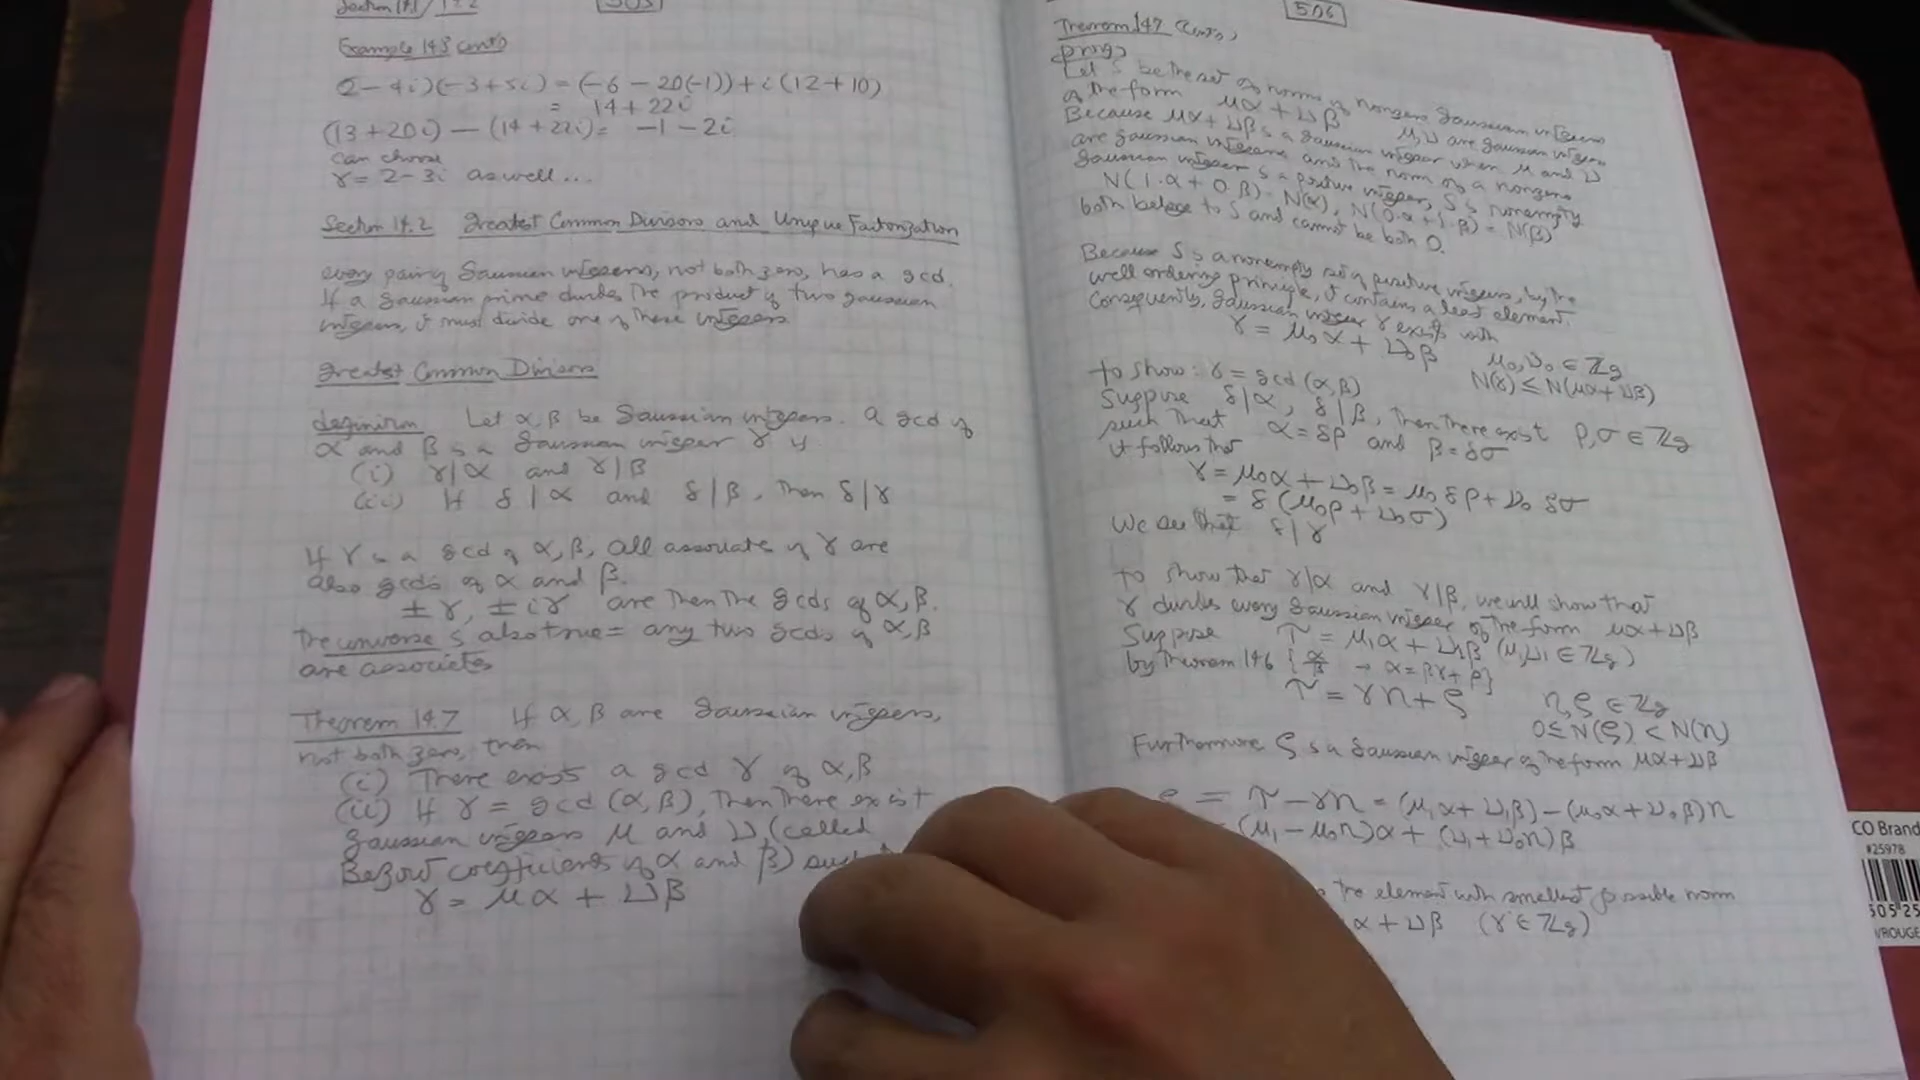 Section 14.1/14.2
505
Example 14.3 cont'd
(2-4i)(-3+5i) = (-6 - 20(-1)) + i(12+10)
= 14+22i
(13+20i) - (14+22i) = -1-2i
can choose
γ = 2-3i as well...
Section 14.2 Greatest Common Divisors and Unique Factorization
every pair of Gaussian integers, not both zero, has a gcd.
If a gaussian prime divides the product of two gaussian
integers, it must divide one of these integers
Greatest Common Divisors
definition Let α, β be Gaussian integers. A gcd of
α and β is a Gaussian integer γ if
(i) γ|α and γ|β
(ii) If δ|α and δ|β, then δ|γ
If γ is a gcd of α, β, all associates of γ are
also gcds of α and β.
±γ, ±iγ are then the gcds of α, β.
The converse is also true = any two gcds of α, β
are associates
Theorem 14.7 If α, β are Gaussian integers,
not both zero, then
(i) There exists a gcd γ of α, β
(ii) If γ = gcd(α, β), then there exist
Gaussian integers μ and ν (called
Bezout coefficients of α and β) such
γ = μα + νβ
506
Theorem 14.7 (cont'd)
proof
Let S be the set of norms of nonzero Gaussian integers
of the form μα + νβ μ, ν are gaussian integers
Because μα + νβ is a gaussian integer when μ and ν
are gaussian integers and the norm of a nonzero
gaussian integer is a positive integer, S is nonempty
N(1·α + 0·β) = N(α), N(0·α + 1·β) = N(β)
both belong to S and cannot be both 0.
Because S is a nonempty set of positive integers, by the
well ordering principle, it contains a least element.
Consequently, gaussian integer γ exists with
γ = μ₀α + ν₀β μ₀, ν₀ ∈ ℤg
N(γ) ≤ N(μα + νβ)
to show: γ = gcd(α, β)
Suppose δ|α, δ|β, Then there exist ρ, σ ∈ ℤg
such that α = δρ and β = δσ
it follows that
γ = μ₀α + ν₀β = μ₀δρ + ν₀δσ
= δ(μ₀ρ + ν₀σ)
We see that δ|γ
to show that γ|α and γ|β, we will show that
γ divides every Gaussian integer of the form μα + νβ
Suppose τ = μ₁α + ν₁β (μ₁, ν₁ ∈ ℤg)
by Theorem 14.6 {α/β → α = βγ + ρ}
τ = γη + ζ η, ζ ∈ ℤg
0 ≤ N(ζ) < N(η)
Furthermore ζ is a Gaussian integer of the form μα + νβ
= τ - γη = (μ₁α + ν₁β) - (μ₀α + ν₀β)η
= (μ₁ - μ₀η)α + (ν₁ + ν₀η)β
the element with smallest possible norm
α + νβ (γ ∈ ℤg)
CO Brand
#25978
505 25
VROUGE